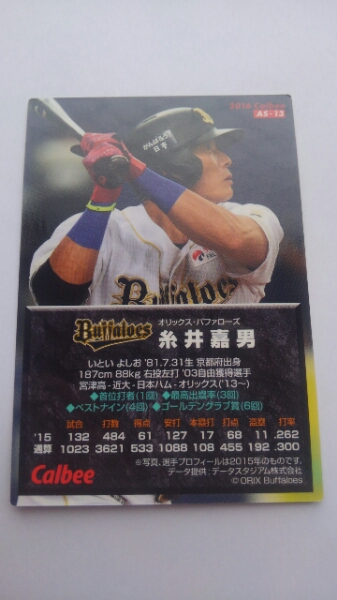 2016 Calbee
AS-13
がんばろう!
日本
Buffaloes
オリックス・バファローズ
糸井嘉男
いとい よしお '81.7.31生 京都府出身
187cm 88kg 右投左打 '03自由獲得選手
宮津高 - 近大 - 日本ハム - オリックス('13~)
◆首位打者(1回) ◆最高出塁率(3回)
◆ベストナイン(4回) ◆ゴールデングラブ賞(6回)
試合 打数 得点 安打 本塁打 打点 盗塁 打率
'15 132 484 61 127 17 68 11 .262
通算 1023 3621 533 1088 108 455 192 .300
Calbee
※写真、選手プロフィールは2015年のものです。
データ提供:データスタジアム株式会社
© ORIX Buffaloes